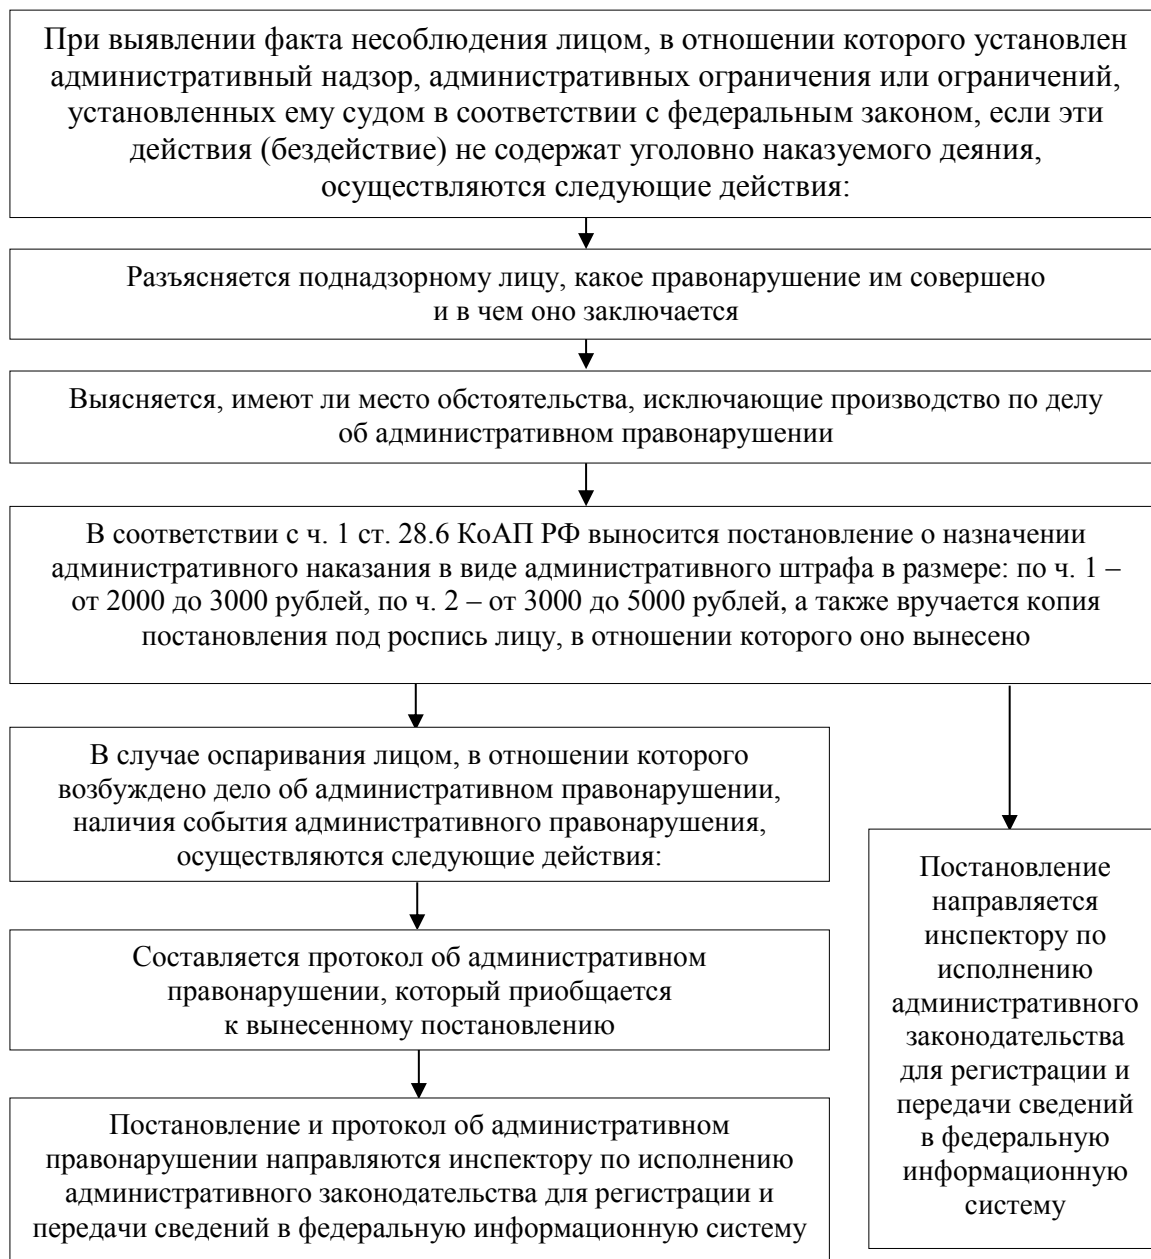 При выявлении факта несоблюдения лицом, в отношении которого установлен
административный надзор, административных ограничения или ограничений,
установленных ему судом в соответствии с федеральным законом, если эти
действия (бездействие) не содержат уголовно наказуемого деяния,
осуществляются следующие действия:
Разъясняется поднадзорному лицу, какое правонарушение им совершено
и в чем оно заключается
Выясняется, имеют ли место обстоятельства, исключающие производство по делу
об административном правонарушении
В соответствии с ч. 1 ст. 28.6 КоАП РФ выносится постановление о назначении
административного наказания в виде административного штрафа в размере: по ч. 1 –
от 2000 до 3000 рублей, по ч. 2 – от 3000 до 5000 рублей, а также вручается копия
постановления под роспись лицу, в отношении которого оно вынесено
В случае оспаривания лицом, в отношении которого
возбуждено дело об административном правонарушении,
наличия события административного правонарушения,
осуществляются следующие действия:
Составляется протокол об административном
правонарушении, который приобщается
к вынесенному постановлению
Постановление и протокол об административном
правонарушении направляются инспектору по исполнению
административного законодательства для регистрации и
передачи сведений в федеральную информационную систему
Постановление
направляется
инспектору по
исполнению
административного
законодательства
для регистрации и
передачи сведений
в федеральную
информационную
систему